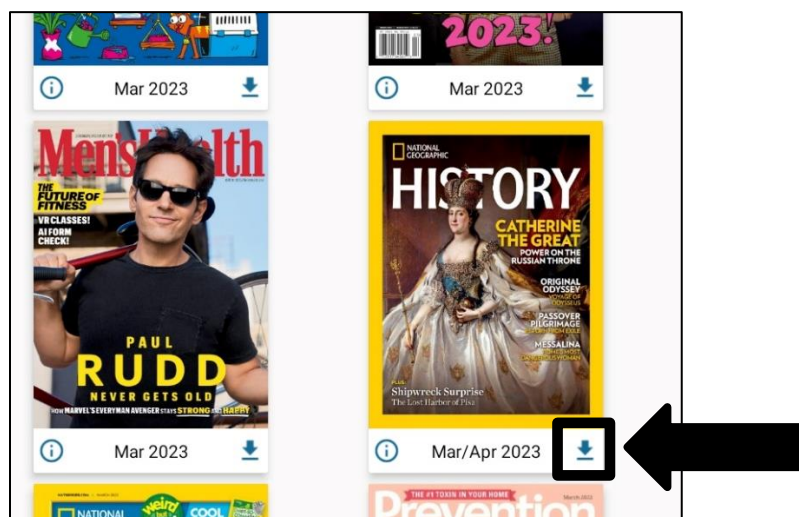 2023!
Mar 2023
Mar 2023
Men's Health
THE
FUTURE OF
FITNESS
VR CLASSES!
AI FORM
CHECK!
PAUL
RUDD
NEVER GETS OLD
HOW MARVEL'S EVERYMAN AVENGER STAYS STRONG AND HAPPY
Mar 2023
NATIONAL
GEOGRAPHIC
HISTORY
CATHERINE
THE GREAT
POWER ON THE
RUSSIAN THRONE
ORIGINAL
ODYSSEY
VOYAGE OF
ODYSSEUS
PASSOVER
PILGRIMAGE
MESSALINA
PLUS:
Shipwreck Surprise
The Lost Harbor of Pisa
Mar/Apr 2023
NATIONAL
weird
COOL
THE #1 TOXIN IN YOUR HOME
March 2023
Prevention